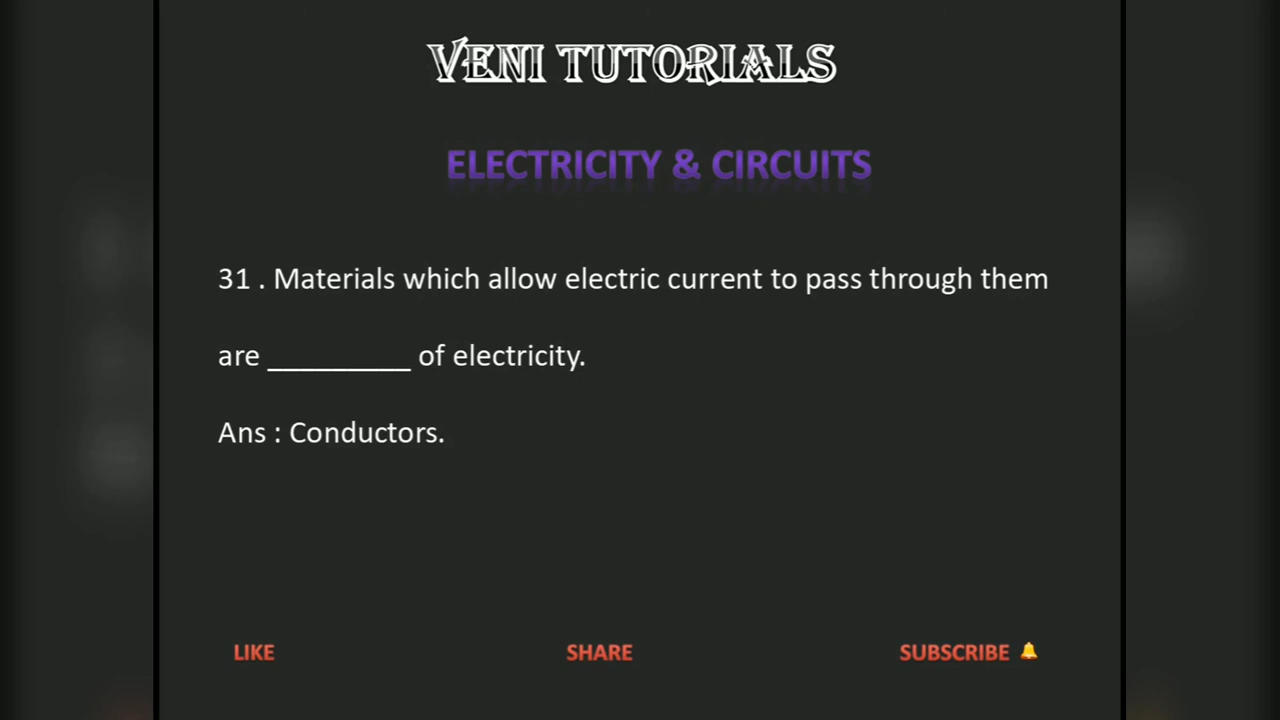 VENI TUTORIALS
ELECTRICITY & CIRCUITS
31 . Materials which allow electric current to pass through them
are _________ of electricity.
Ans : Conductors.
LIKE SHARE SUBSCRIBE 🔔